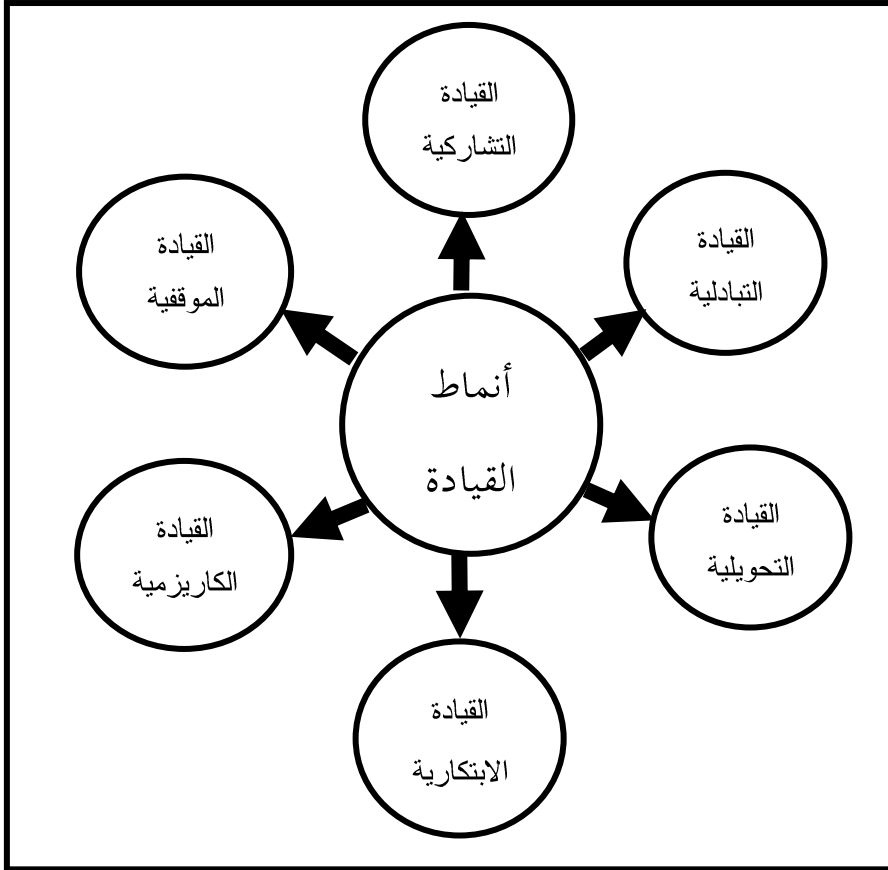 القيادة
التشاركية
القيادة
التبادلية
القيادة
الموقفية
أنماط
القيادة
القيادة
التحويلية
القيادة
الكاريزمية
القيادة
الابتكارية